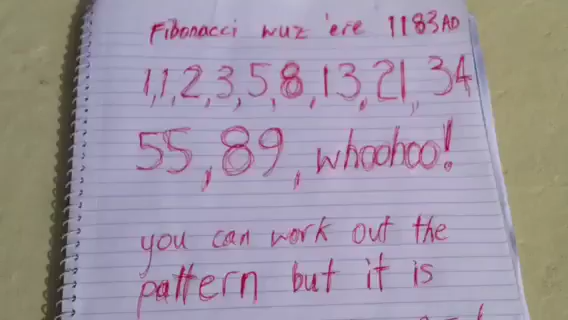 Fibonacci wuz 'ere 1183AD
1,1,2,3,5,8,13,21,34
55,89, whoohoo!
you can work out the
pattern but it is